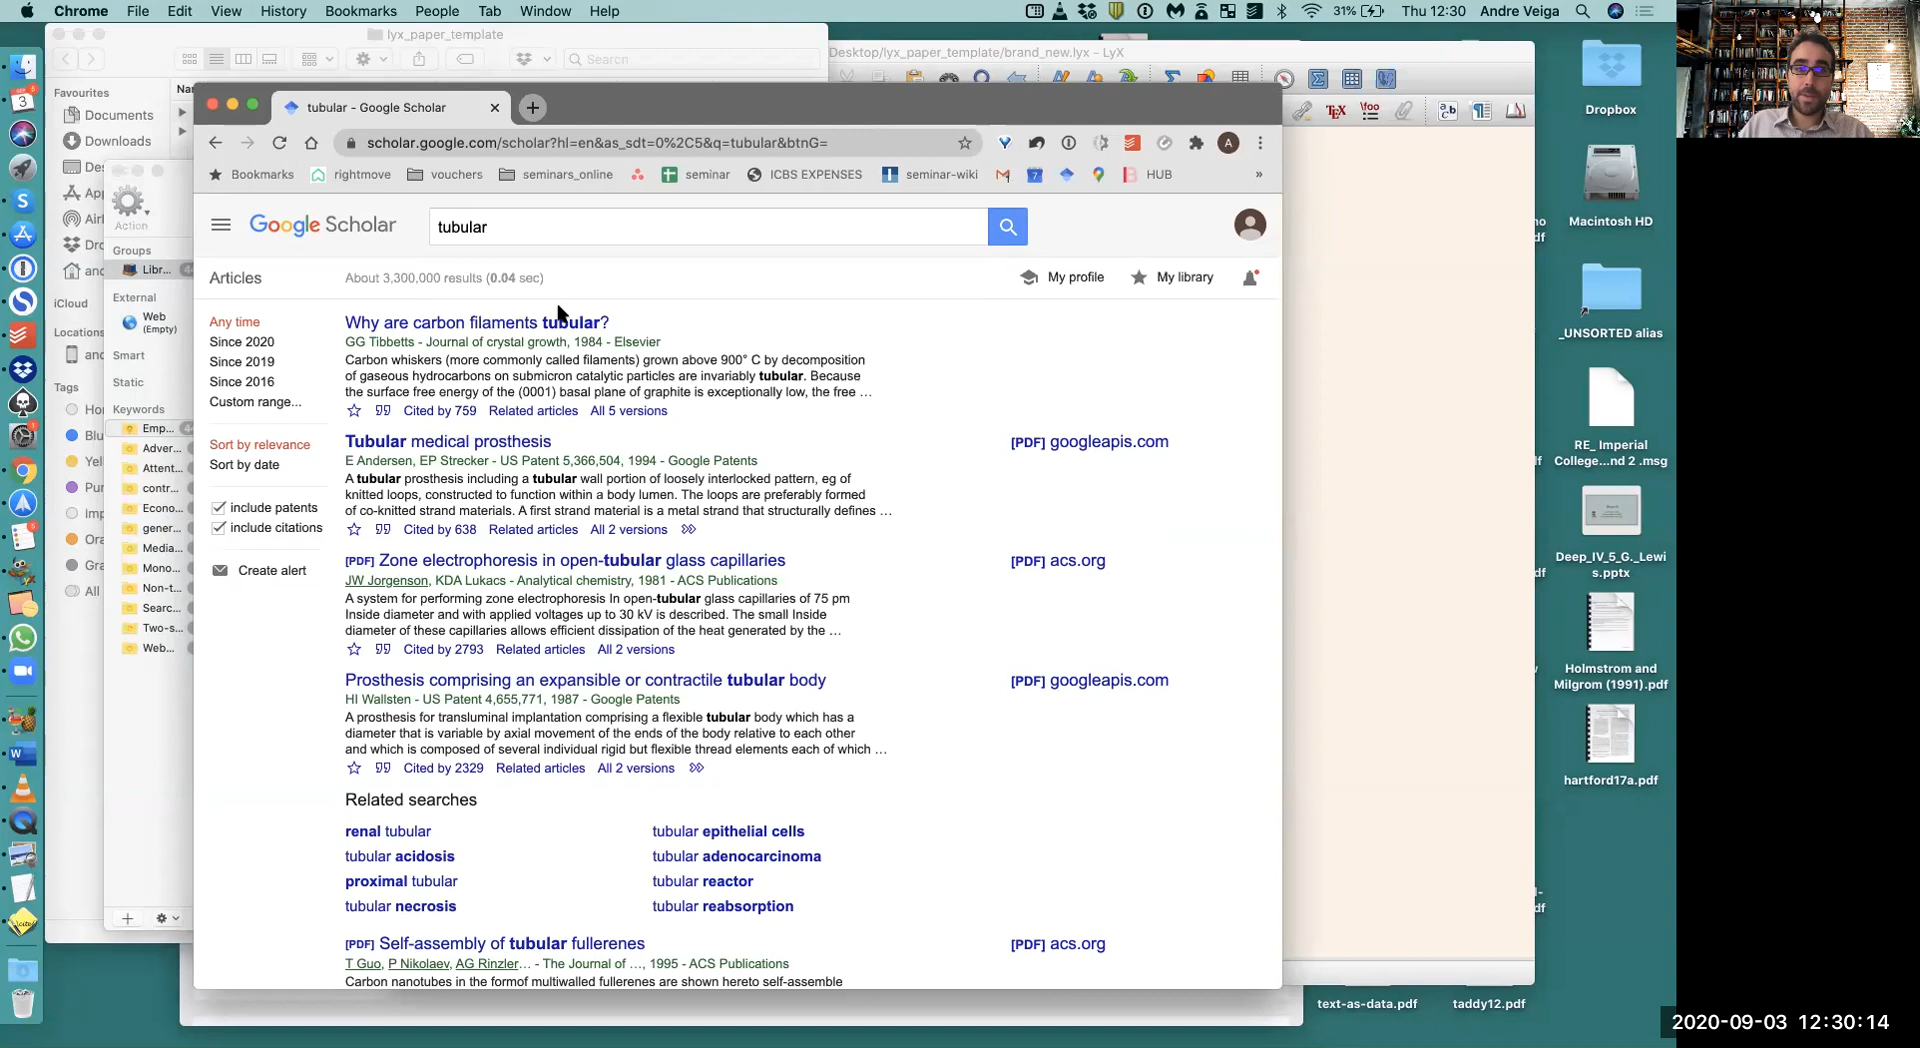 Chrome File Edit View History Bookmarks People Tab Window Help
31% Thu 12:30 Andre Veiga
lyx_paper_template
Search
Desktop/lyx_paper_template/brand_new.lyx – LyX
Favourites
Documents
Downloads
iCloud
Locations
Tags
All
Action
Groups
Libr...
External
Web
(Empty)
Smart
Static
Keywords
Emp...
Adver...
Attent...
contr...
Econo...
gener...
Media...
Mono...
Non-t...
Searc...
Two-s...
Web...
tubular - Google Scholar
scholar.google.com/scholar?hl=en&as_sdt=0%2C5&q=tubular&btnG=
Bookmarks rightmove vouchers seminars_online seminar ICBS EXPENSES seminar-wiki HUB »
Google Scholar
tubular
Articles About 3,300,000 results (0.04 sec) My profile My library
Any time
Since 2020
Since 2019
Since 2016
Custom range...
Sort by relevance
Sort by date
include patents
include citations
Create alert
Why are carbon filaments tubular?
GG Tibbetts - Journal of crystal growth, 1984 - Elsevier
Carbon whiskers (more commonly called filaments) grown above 900° C by decomposition
of gaseous hydrocarbons on submicron catalytic particles are invariably tubular. Because
the surface free energy of the (0001) basal plane of graphite is exceptionally low, the free …
Cited by 759 Related articles All 5 versions
Tubular medical prosthesis [PDF] googleapis.com
E Andersen, EP Strecker - US Patent 5,366,504, 1994 - Google Patents
A tubular prosthesis including a tubular wall portion of loosely interlocked pattern, eg of
knitted loops, constructed to function within a body lumen. The loops are preferably formed
of co-knitted strand materials. A first strand material is a metal strand that structurally defines …
Cited by 638 Related articles All 2 versions
[PDF] Zone electrophoresis in open-tubular glass capillaries [PDF] acs.org
JW Jorgenson, KDA Lukacs - Analytical chemistry, 1981 - ACS Publications
A system for performing zone electrophoresis In open-tubular glass capillaries of 75 pm
Inside diameter and with applied voltages up to 30 kV is described. The small Inside
diameter of these capillaries allows efficient dissipation of the heat generated by the …
Cited by 2793 Related articles All 2 versions
Prosthesis comprising an expansible or contractile tubular body [PDF] googleapis.com
HI Wallsten - US Patent 4,655,771, 1987 - Google Patents
A prosthesis for transluminal implantation comprising a flexible tubular body which has a
diameter that is variable by axial movement of the ends of the body relative to each other
and which is composed of several individual rigid but flexible thread elements each of which …
Cited by 2329 Related articles All 2 versions
Related searches
renal tubular tubular epithelial cells
tubular acidosis tubular adenocarcinoma
proximal tubular tubular reactor
tubular necrosis tubular reabsorption
[PDF] Self-assembly of tubular fullerenes [PDF] acs.org
T Guo, P Nikolaev, AG Rinzler… - The Journal of …, 1995 - ACS Publications
Carbon nanotubes in the formof multiwalled fullerenes are shown hereto self-assemble
Dropbox
Macintosh HD
_UNSORTED alias
RE_ Imperial
College...nd 2 .msg
Deep_IV_5_G._Lewi
s.pptx
Holmstrom and
Milgrom (1991).pdf
hartford17a.pdf
text-as-data.pdf taddy12.pdf
2020-09-03 12:30:14